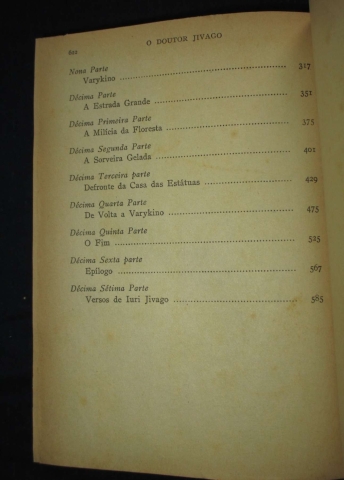 O DOUTOR JIVAGO
Nona Parte
Varykino ........ 317
Décima Parte
A Estrada Grande ........ 351
Décima Primeira Parte
A Milícia da Floresta ........ 375
Décima Segunda Parte
A Sorveira Gelada ........ 401
Décima Terceira parte
Defronte da Casa das Estátuas ........ 429
Décima Quarta Parte
De Volta a Varykino ........ 475
Décima Quinta Parte
O Fim ........ 525
Décima Sexta parte
Epílogo ........ 567
Décima Sétima Parte
Versos de Iuri Jivago ........ 585